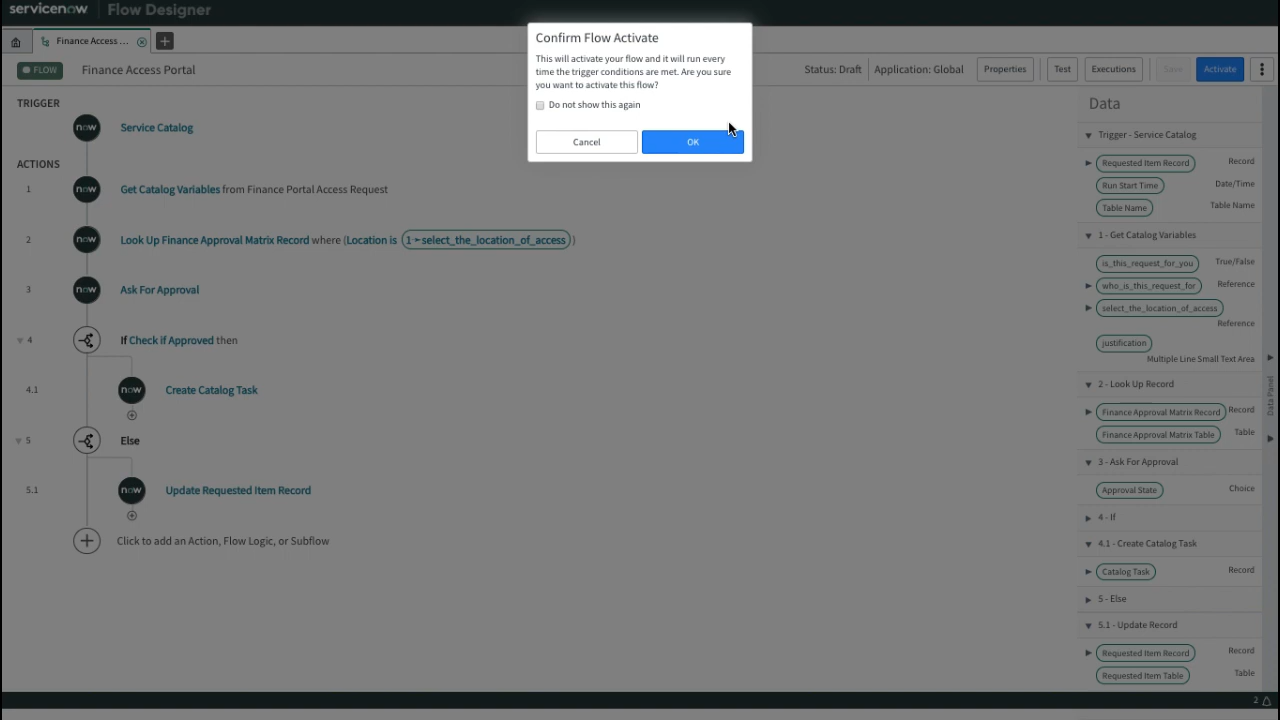 servicenow Flow Designer
Finance Access ...
FLOW Finance Access Portal Status: Draft Application: Global Properties Test Executions Save Activate
Confirm Flow Activate
This will activate your flow and it will run every
time the trigger conditions are met. Are you sure
you want to activate this flow?
Do not show this again
Cancel OK
TRIGGER
now Service Catalog
ACTIONS
1 now Get Catalog Variables from Finance Portal Access Request
2 now Look Up Finance Approval Matrix Record where (Location is 1➛select_the_location_of_access)
3 now Ask For Approval
4 If Check if Approved then
4.1 now Create Catalog Task
5 Else
5.1 now Update Requested Item Record
Click to add an Action, Flow Logic, or Subflow
Data
Trigger - Service Catalog
Requested Item Record Record
Run Start Time Date/Time
Table Name Table Name
1 - Get Catalog Variables
is_this_request_for_you True/False
who_is_this_request_for Reference
select_the_location_of_access
Reference
justification
Multiple Line Small Text Area
2 - Look Up Record
Finance Approval Matrix Record Record
Finance Approval Matrix Table Table
3 - Ask For Approval
Approval State Choice
4 - If
4.1 - Create Catalog Task
Catalog Task Record
5 - Else
5.1 - Update Record
Requested Item Record Record
Requested Item Table Table
Data Panel
2